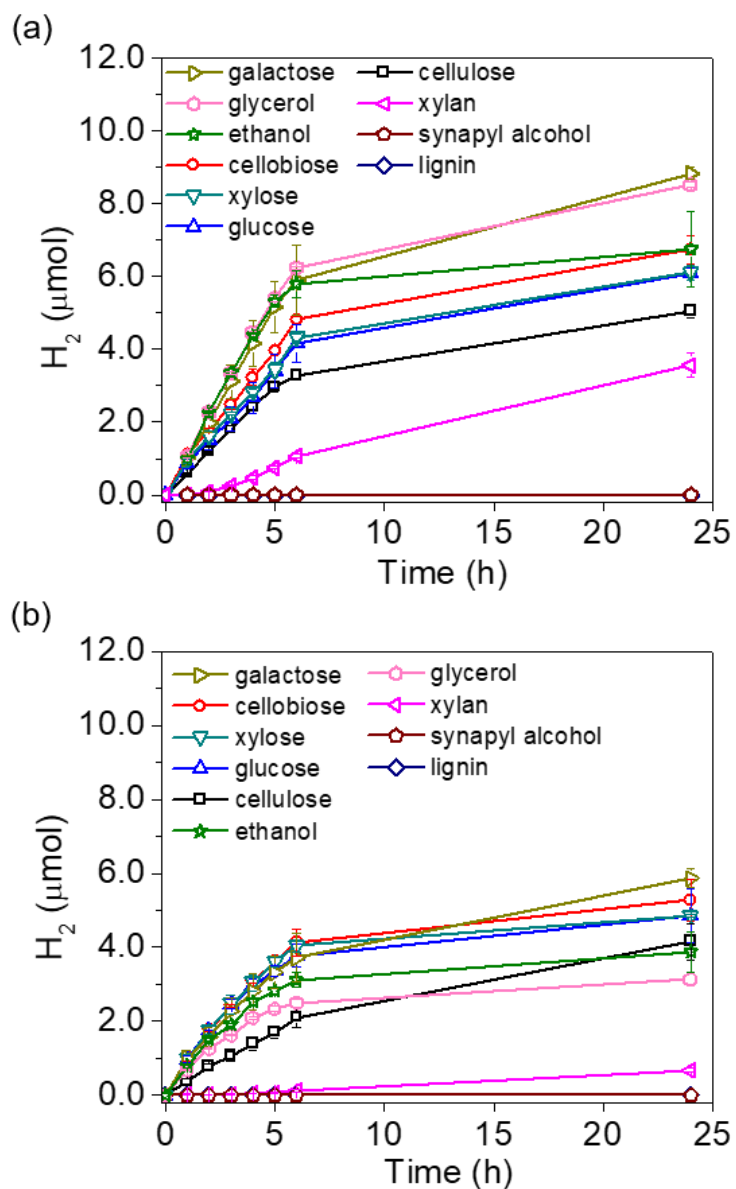 (a)
12.0
10.0
8.0
6.0
4.0
2.0
0.0
H2 (μmol)
galactose
glycerol
ethanol
cellobiose
xylose
glucose
cellulose
xylan
synapyl alcohol
lignin
0 5 10 15 20 25
Time (h)
(b)
12.0
10.0
8.0
6.0
4.0
2.0
0.0
H2 (μmol)
galactose
cellobiose
xylose
glucose
cellulose
ethanol
glycerol
xylan
synapyl alcohol
lignin
0 5 10 15 20 25
Time (h)